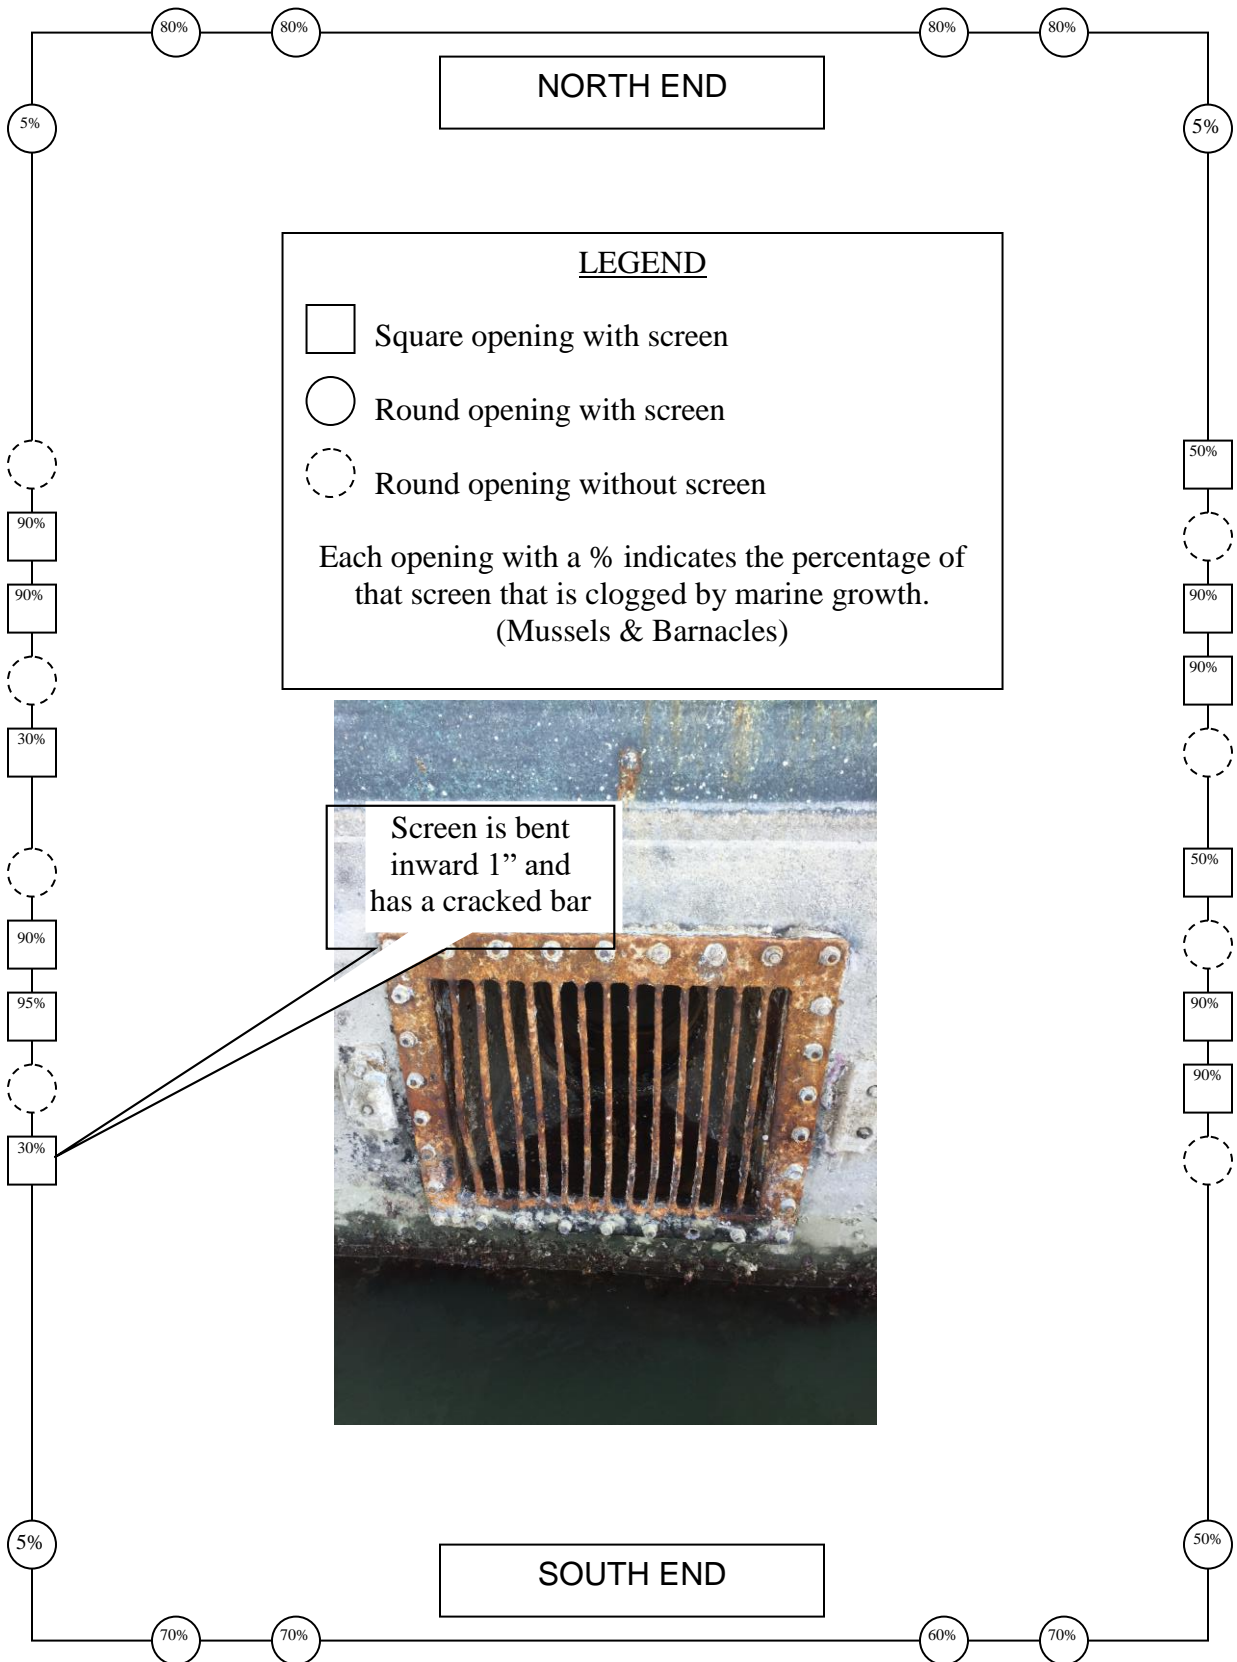 80% 80% 80% 80%
NORTH END
5% 5%
LEGEND
Square opening with screen
Round opening with screen
Round opening without screen
Each opening with a % indicates the percentage of
that screen that is clogged by marine growth.
(Mussels & Barnacles)
50%
90%
90% 90%
90%
30%
Screen is bent
inward 1” and
has a cracked bar
50%
90%
95% 90%
90%
30%
5% 50%
SOUTH END
70% 70% 60% 70%